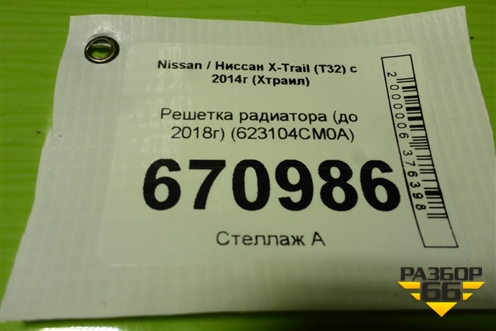 Nissan / Ниссан X-Trail (T32) с
2014г (Хтраил)
Решетка радиатора (до
2018г) (623104CM0A)
670986
Стеллаж А
2000006376398
РАЗБОР
66